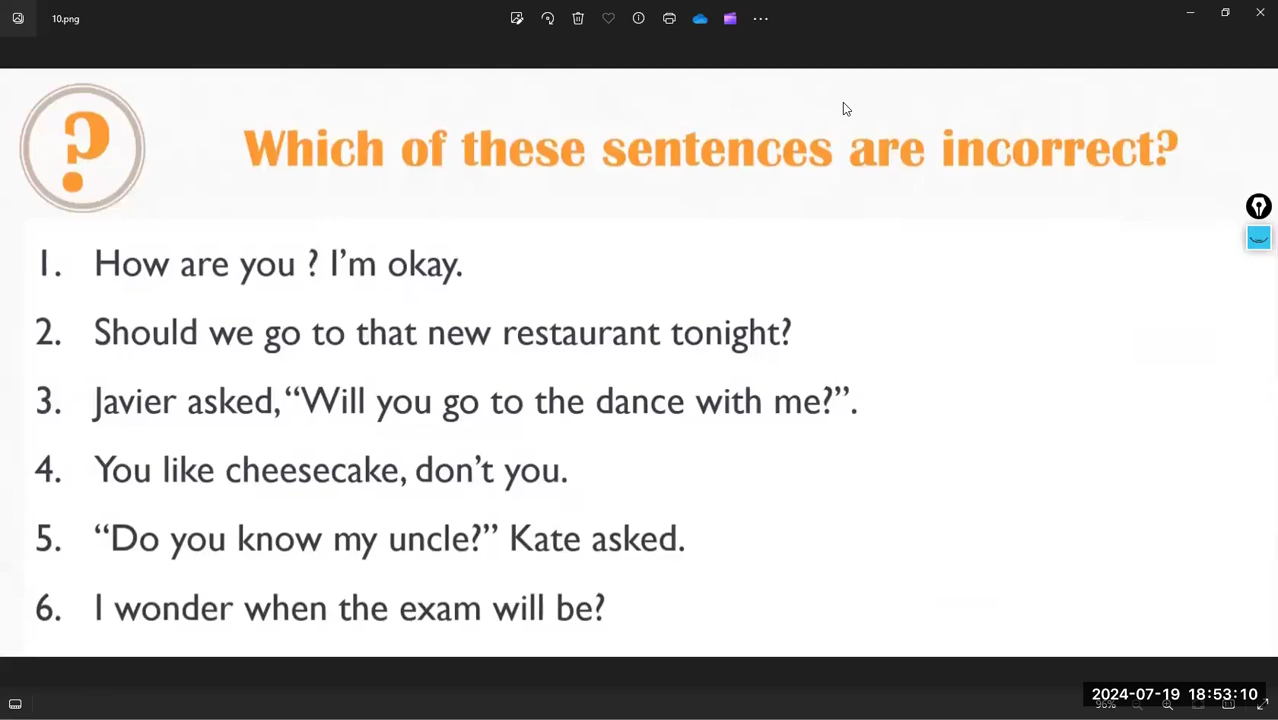 10.png
?
Which of these sentences are incorrect?
1. How are you ? I’m okay.
2. Should we go to that new restaurant tonight?
3. Javier asked, “Will you go to the dance with me?”.
4. You like cheesecake, don’t you.
5. “Do you know my uncle?” Kate asked.
6. I wonder when the exam will be?
2024-07-19 18:53:10
96%